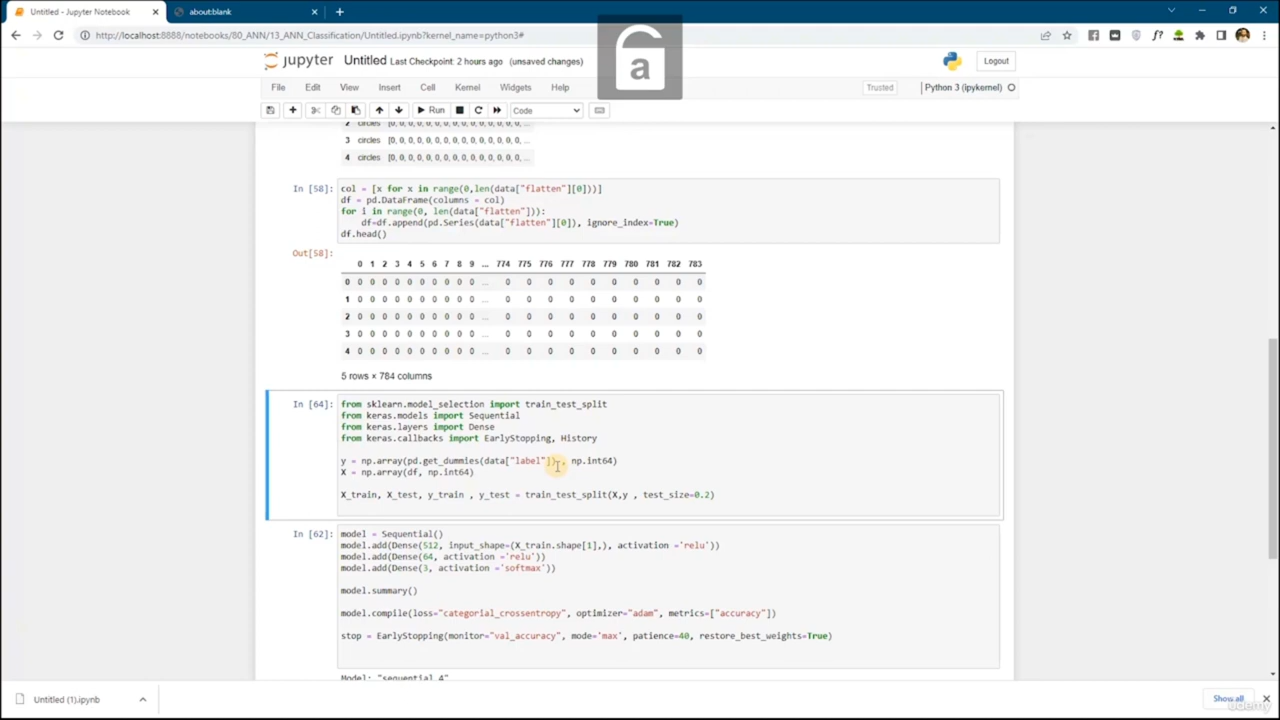 Untitled - Jupyter Notebook
about:blank
http://localhost:8888/notebooks/80_ANN/13_ANN_Classification/Untitled.ipynb?kernel_name=python3#
a
jupyter Untitled Last Checkpoint: 2 hours ago (unsaved changes)
Logout
File Edit View Insert Cell Kernel Widgets Help
Trusted
Python 3 (ipykernel)
Run
Code
2 circles [0, 0, 0, 0, 0, 0, 0, 0, 0, 0, ...
3 circles [0, 0, 0, 0, 0, 0, 0, 0, 0, 0, ...
4 circles [0, 0, 0, 0, 0, 0, 0, 0, 0, 0, ...
In [58]: col = [x for x in range(0,len(data["flatten"][0]))]
df = pd.DataFrame(columns = col)
for i in range(0, len(data["flatten"])):
df=df.append(pd.Series(data["flatten"][0]), ignore_index=True)
df.head()
Out[58]:
0 1 2 3 4 5 6 7 8 9 ... 774 775 776 777 778 779 780 781 782 783
0 0 0 0 0 0 0 0 0 0 0 ... 0 0 0 0 0 0 0 0 0 0
1 0 0 0 0 0 0 0 0 0 0 ... 0 0 0 0 0 0 0 0 0 0
2 0 0 0 0 0 0 0 0 0 0 ... 0 0 0 0 0 0 0 0 0 0
3 0 0 0 0 0 0 0 0 0 0 ... 0 0 0 0 0 0 0 0 0 0
4 0 0 0 0 0 0 0 0 0 0 ... 0 0 0 0 0 0 0 0 0 0
5 rows × 784 columns
In [64]: from sklearn.model_selection import train_test_split
from keras.models import Sequential
from keras.layers import Dense
from keras.callbacks import EarlyStopping, History
y = np.array(pd.get_dummies(data["label"]) , np.int64)
X = np.array(df, np.int64)
X_train, X_test, y_train , y_test = train_test_split(X,y , test_size=0.2)
In [62]: model = Sequential()
model.add(Dense(512, input_shape=(X_train.shape[1],), activation ='relu'))
model.add(Dense(64, activation ='relu'))
model.add(Dense(3, activation ='softmax'))
model.summary()
model.compile(loss="categorial_crossentropy", optimizer="adam", metrics=["accuracy"])
stop = EarlyStopping(monitor="val_accuracy", mode='max', patience=40, restore_best_weights=True)
Model: "sequential_4"
Untitled (1).ipynb
Show all
udemy